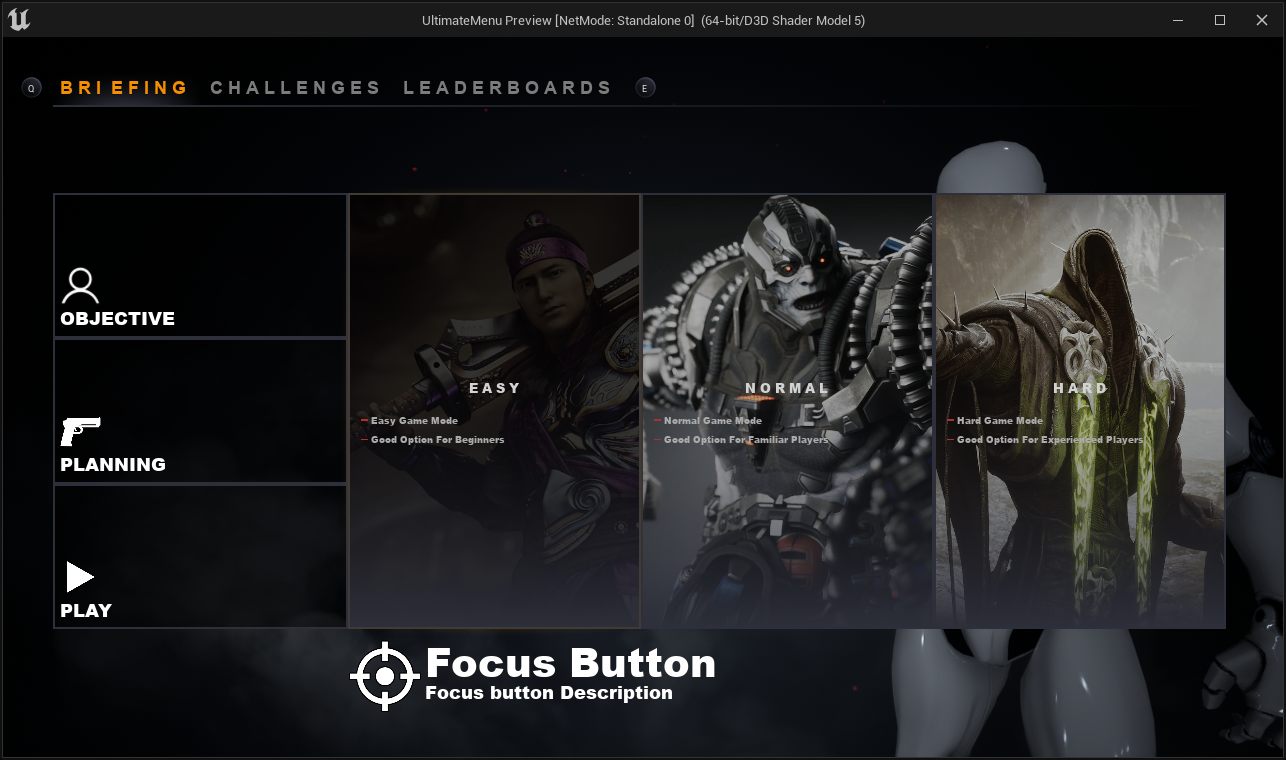 UltimateMenu Preview [NetMode: Standalone 0]  (64-bit/D3D Shader Model 5)
Q BRIEFING CHALLENGES LEADERBOARDS E
OBJECTIVE
PLANNING
PLAY
EASY
Easy Game Mode
Good Option For Beginners
NORMAL
Normal Game Mode
Good Option For Familiar Players
HARD
Hard Game Mode
Good Option For Experienced Players
Focus Button
Focus button Description